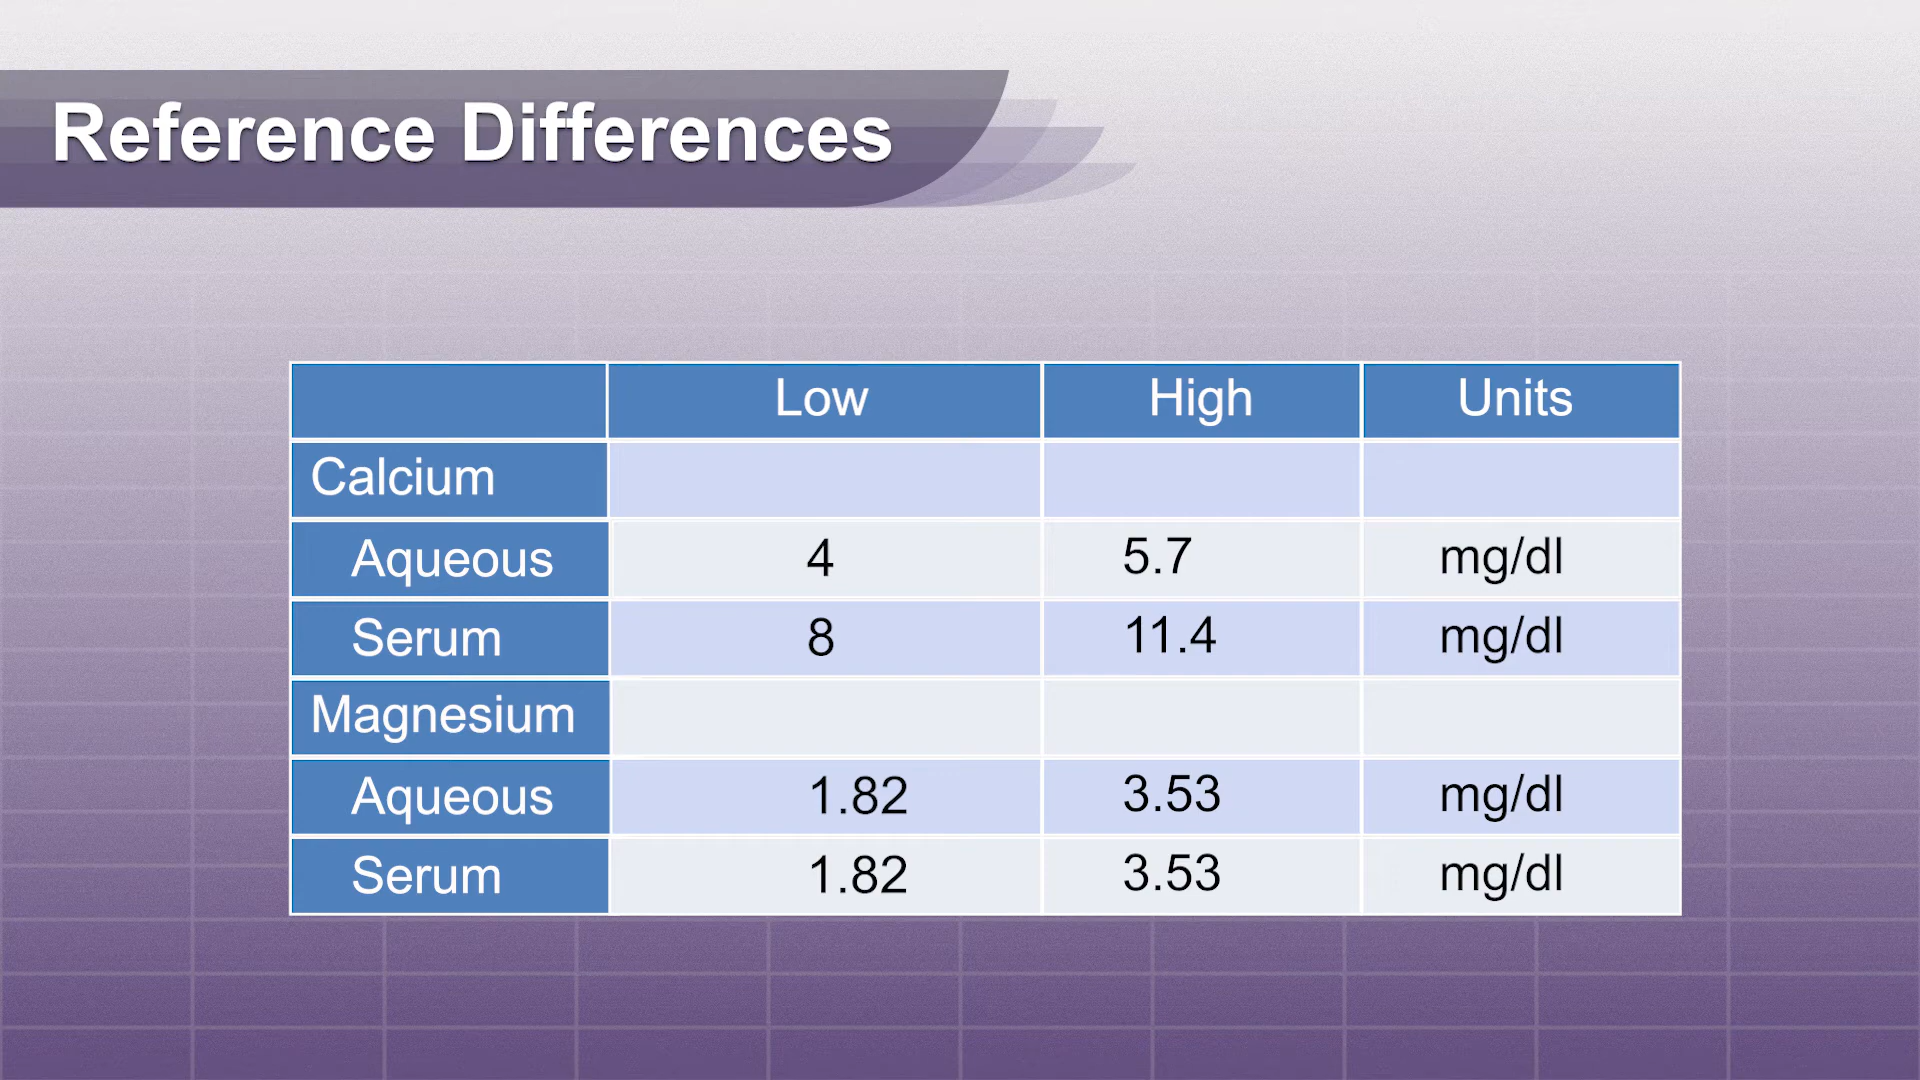 Reference Differences
Low High Units
Calcium
Aqueous 4 5.7 mg/dl
Serum 8 11.4 mg/dl
Magnesium
Aqueous 1.82 3.53 mg/dl
Serum 1.82 3.53 mg/dl